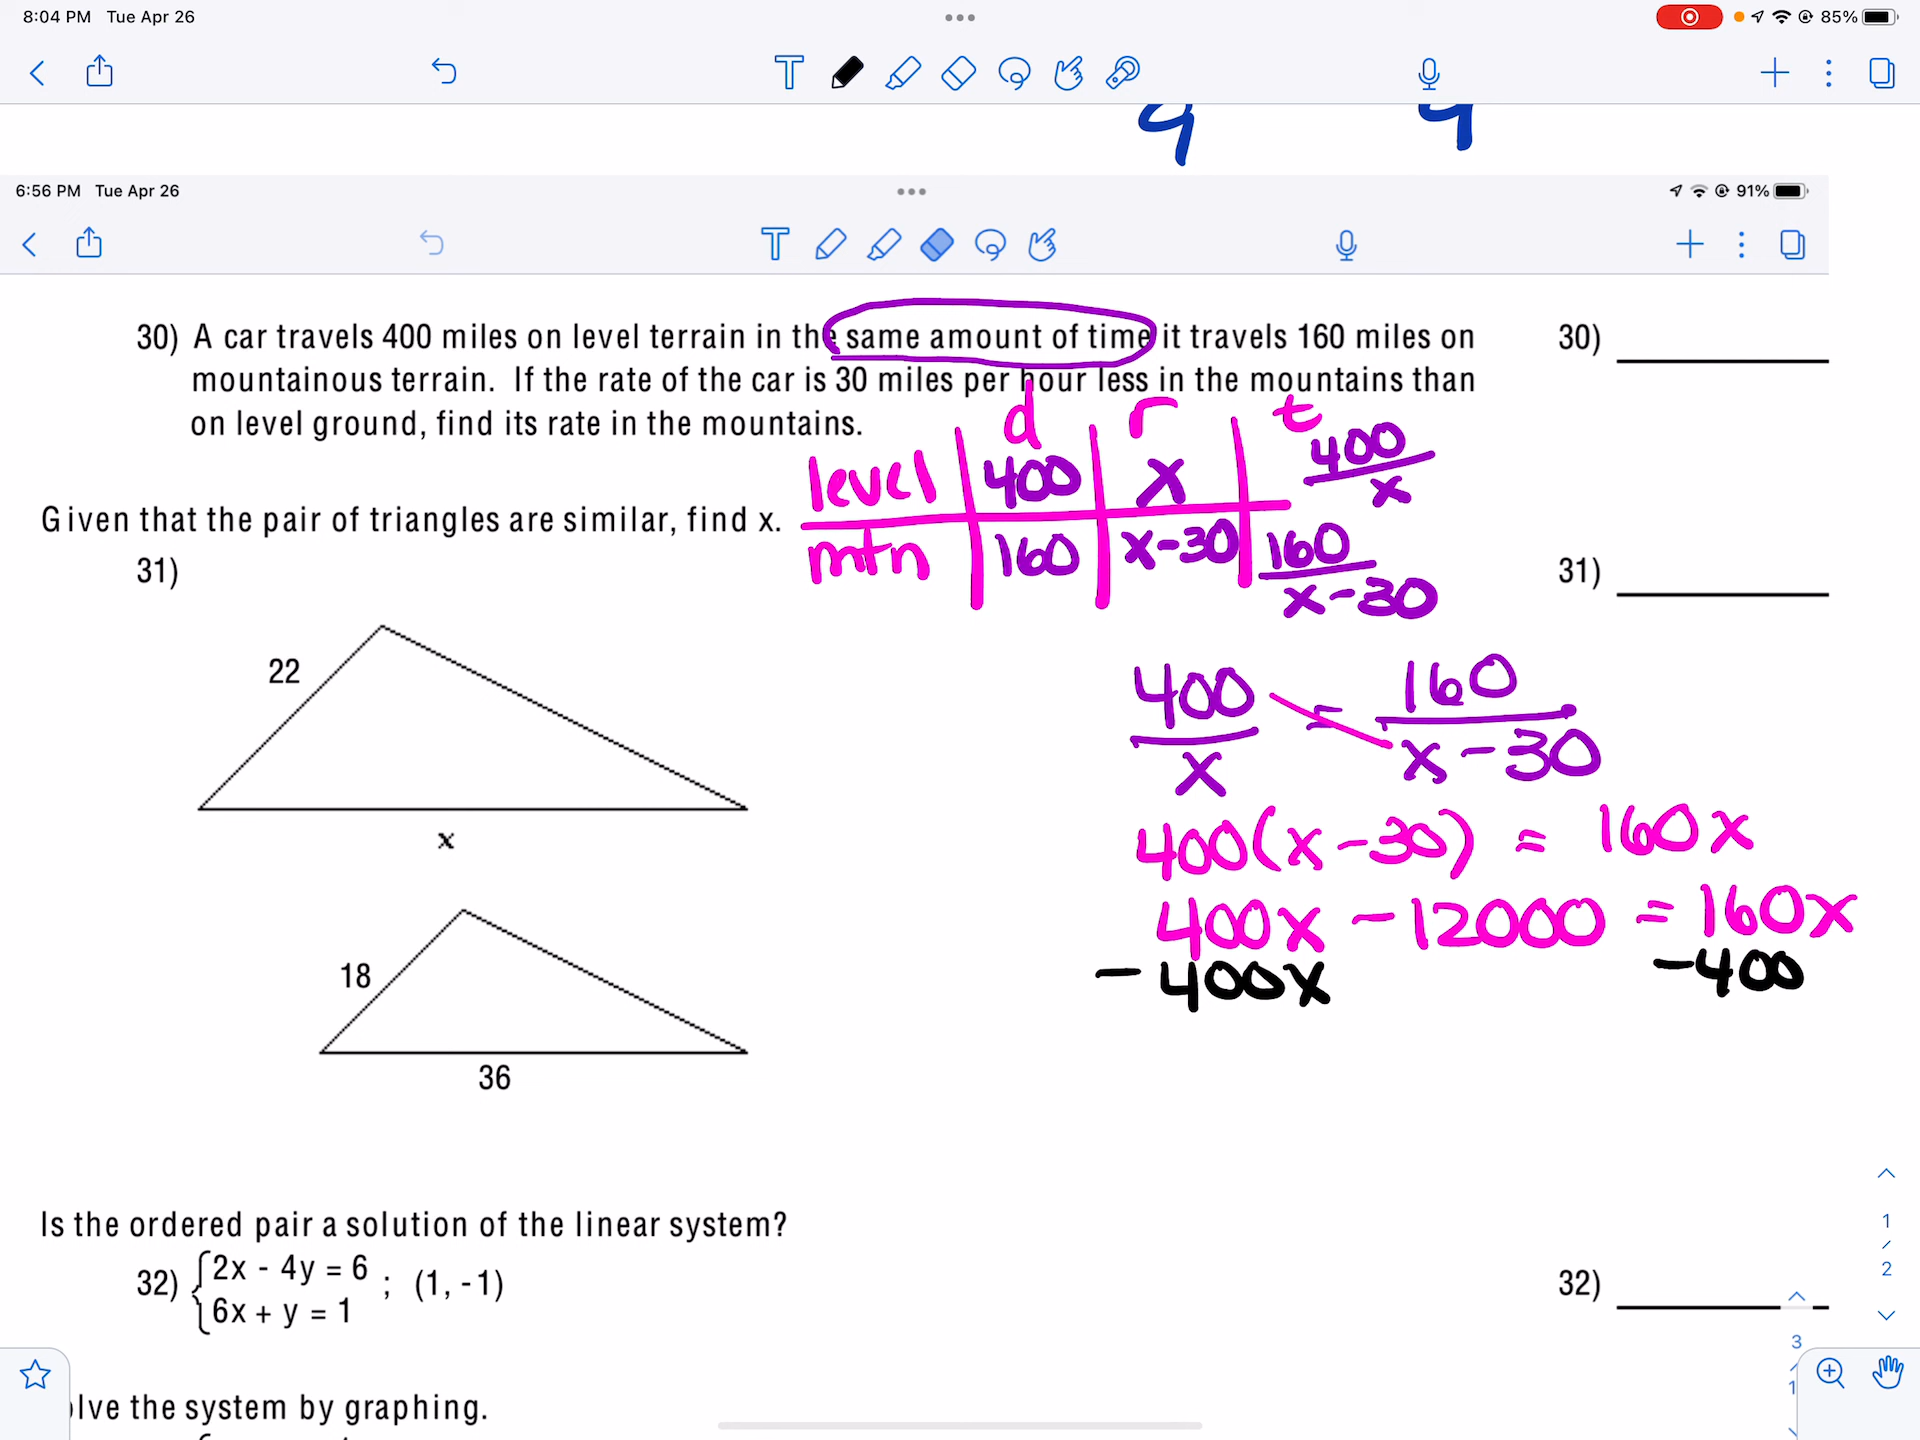 8:04 PM Tue Apr 26
85%
9 9
6:56 PM Tue Apr 26
91%
30) A car travels 400 miles on level terrain in the same amount of time it travels 160 miles on
mountainous terrain. If the rate of the car is 30 miles per hour less in the mountains than
on level ground, find its rate in the mountains.
30)
d r t
level 400 x 400/x
mtn 160 x-30 160/x-30
Given that the pair of triangles are similar, find x.
31)
31)
22
x
18
36
400/x = 160/x-30
400(x-30) = 160x
400x - 12000 = 160x
-400x -400
Is the ordered pair a solution of the linear system?
32) {2x - 4y = 6
6x + y = 1 ; (1, -1)
32)
1/2
3/1
lve the system by graphing.